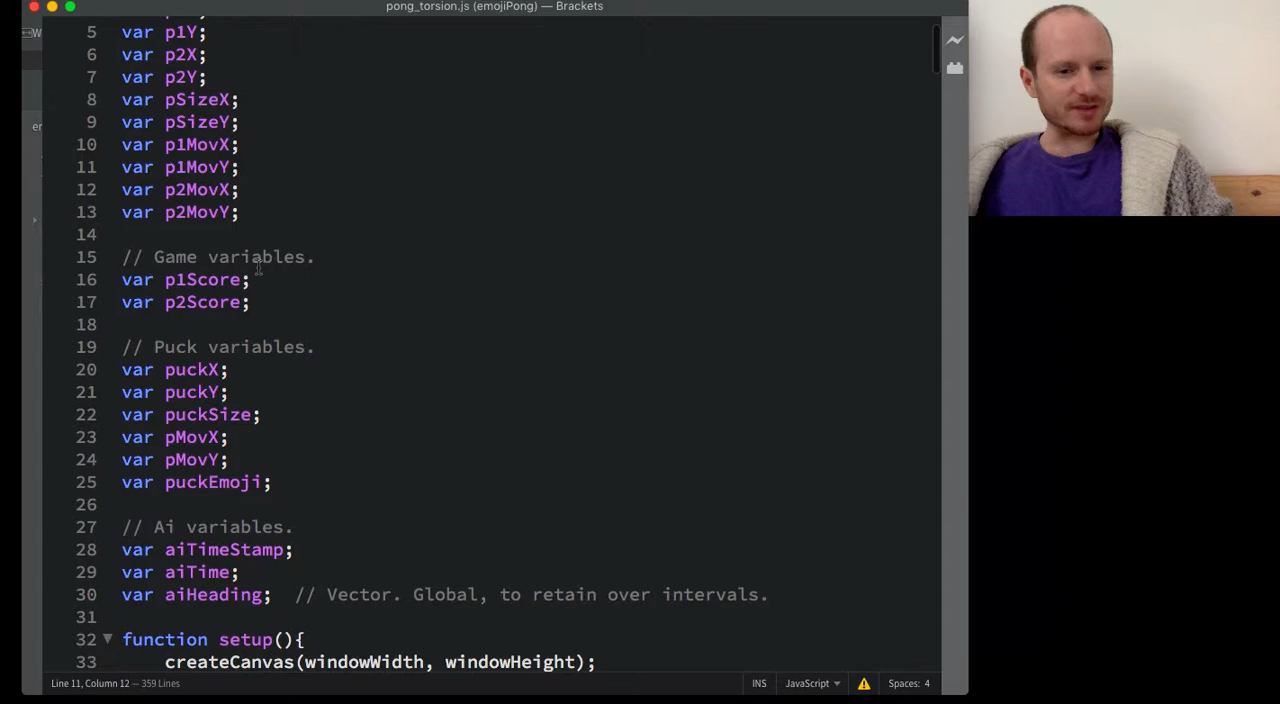 pong_torsion.js (emojiPong) — Brackets
W
5 var p1Y;
6 var p2X;
7 var p2Y;
8 var pSizeX;
9 var pSizeY;
er
10 var p1MovX;
11 var p1MovY;
12 var p2MovX;
13 var p2MovY;
14
15 // Game variables.
16 var p1Score;
17 var p2Score;
18
19 // Puck variables.
20 var puckX;
21 var puckY;
22 var puckSize;
23 var pMovX;
24 var pMovY;
25 var puckEmoji;
26
27 // Ai variables.
28 var aiTimeStamp;
29 var aiTime;
30 var aiHeading;  // Vector. Global, to retain over intervals.
31
32 function setup(){
33 createCanvas(windowWidth, windowHeight);
Line 11, Column 12 — 359 Lines INS JavaScript Spaces: 4